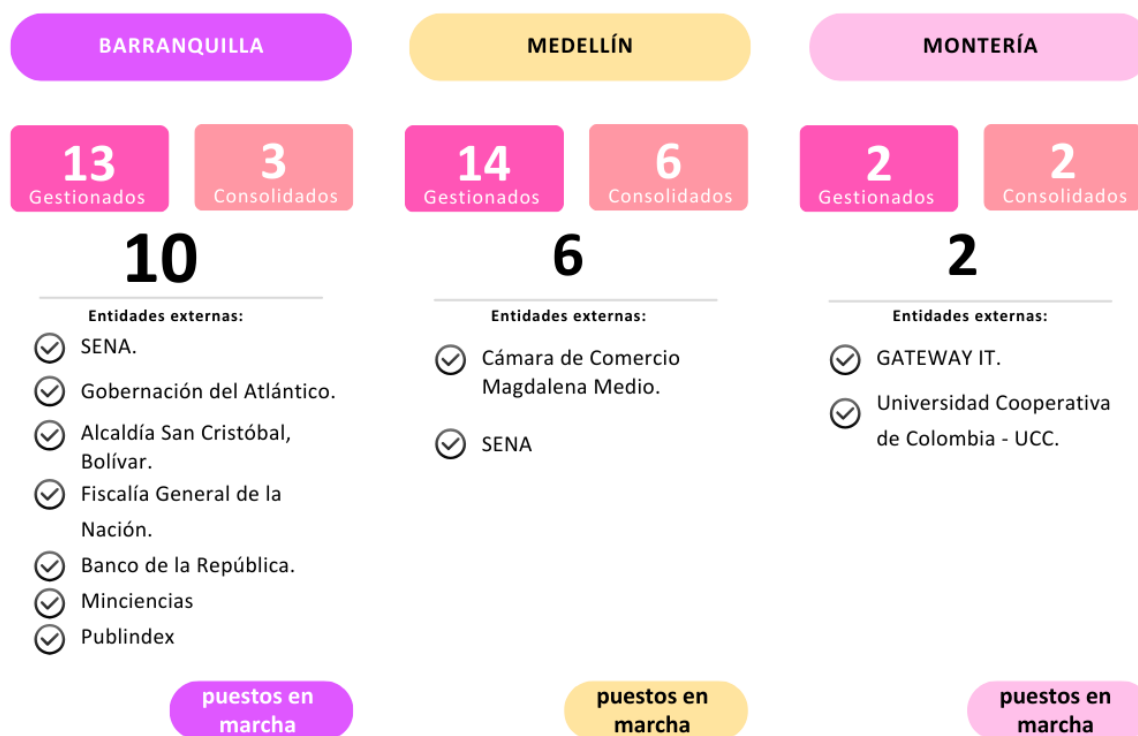 BARRANQUILLA
13
Gestionados
3
Consolidados
10
Entidades externas:
SENA.
Gobernación del Atlántico.
Alcaldía San Cristóbal,
Bolívar.
Fiscalía General de la
Nación.
Banco de la República.
Minciencias
Publindex
puestos en
marcha
MEDELLÍN
14
Gestionados
6
Consolidados
6
Entidades externas:
Cámara de Comercio
Magdalena Medio.
SENA
puestos en
marcha
MONTERÍA
2
Gestionados
2
Consolidados
2
Entidades externas:
GATEWAY IT.
Universidad Cooperativa
de Colombia - UCC.
puestos en
marcha